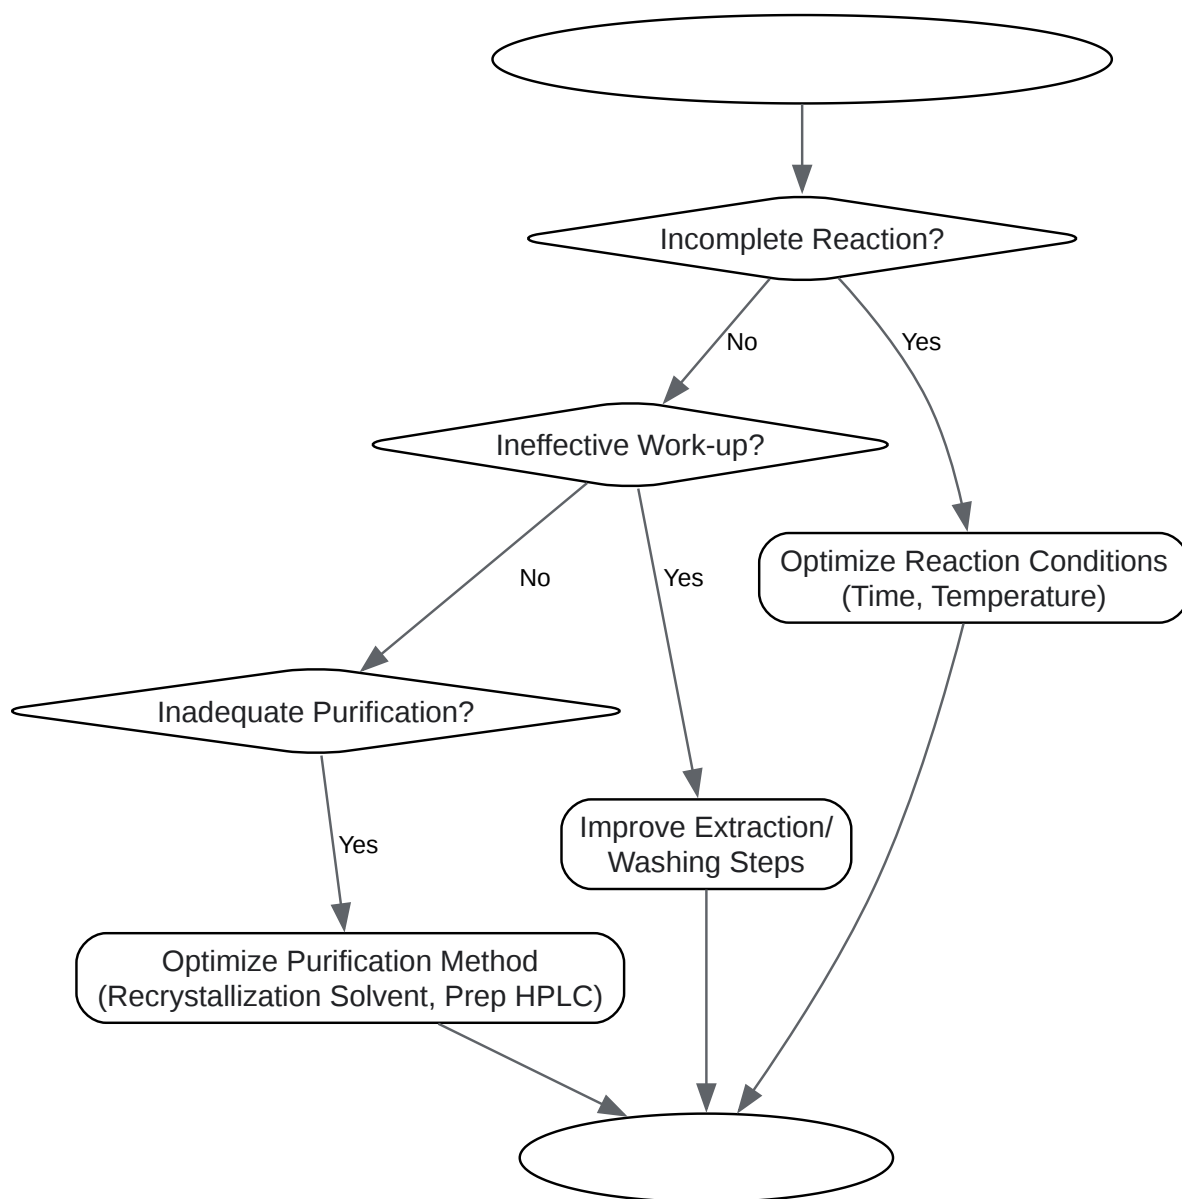 Incomplete Reaction?
No
Yes
Ineffective Work-up?
Optimize Reaction Conditions
(Time, Temperature)
No
Yes
Inadequate Purification?
Improve Extraction/
Washing Steps
Yes
Optimize Purification Method
(Recrystallization Solvent, Prep HPLC)